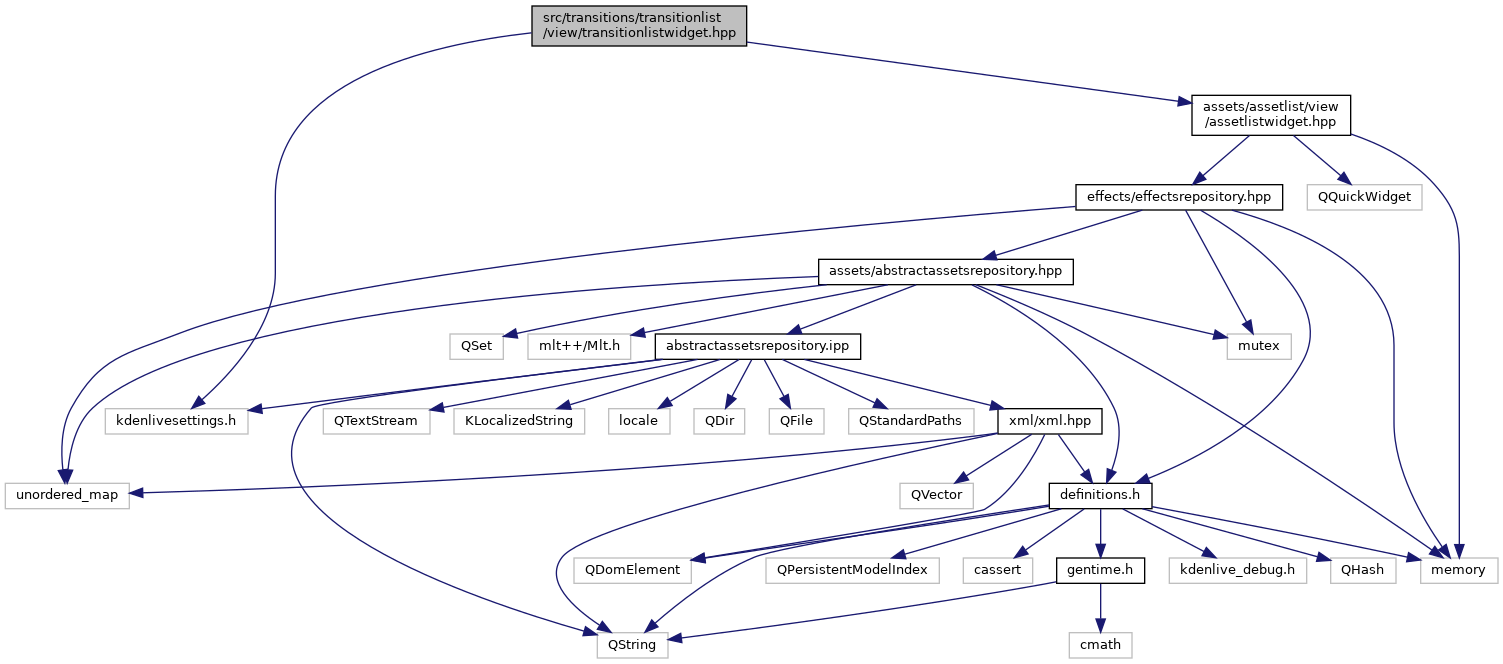 src/transitions/transitionlist
/view/transitionlistwidget.hpp
assets/assetlist/view
/assetlistwidget.hpp
effects/effectsrepository.hpp
QQuickWidget
assets/abstractassetsrepository.hpp
QSet
mlt++/Mlt.h
abstractassetsrepository.ipp
mutex
kdenlivesettings.h
QTextStream
KLocalizedString
locale
QDir
QFile
QStandardPaths
xml/xml.hpp
unordered_map
QVector
definitions.h
QDomElement
QPersistentModelIndex
cassert
gentime.h
kdenlive_debug.h
QHash
memory
QString
cmath